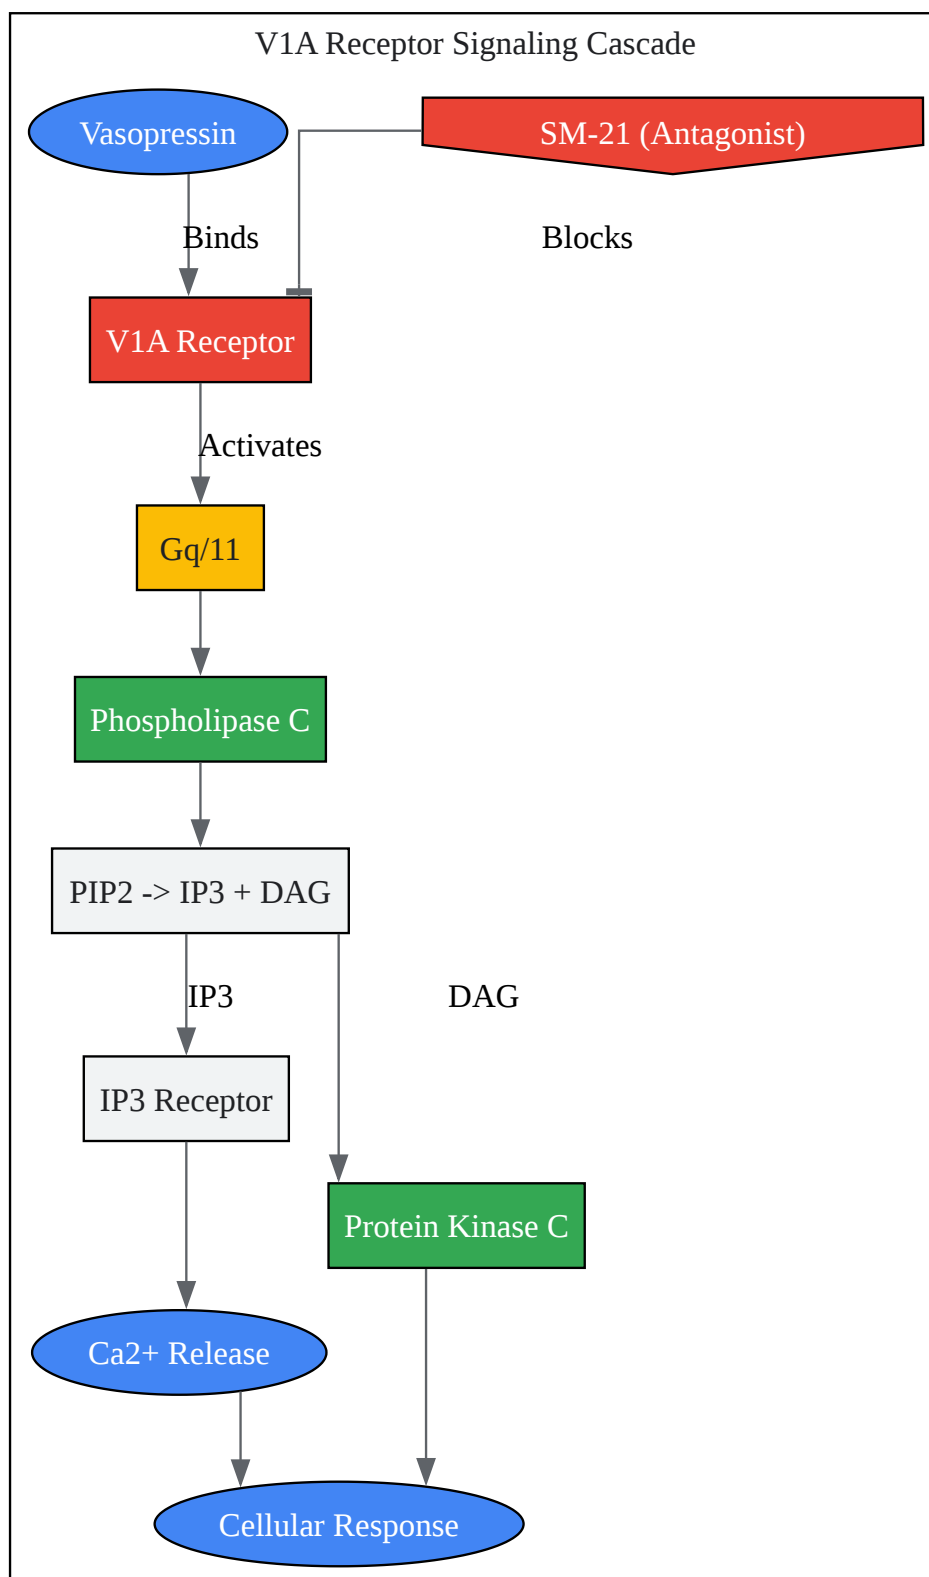 V1A Receptor Signaling Cascade
Vasopressin
SM-21 (Antagonist)
Binds
Blocks
V1A Receptor
Activates
Gq/11
Phospholipase C
PIP2 -> IP3 + DAG
IP3
DAG
IP3 Receptor
Protein Kinase C
Ca2+ Release
Cellular Response